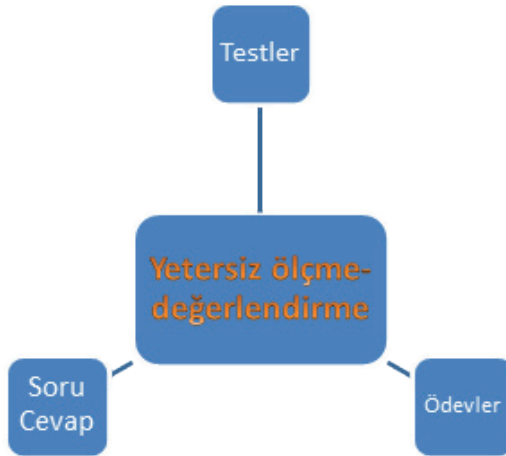 Testler
Yetersiz ölçme-
değerlendirme
Soru
Cevap
Ödevler